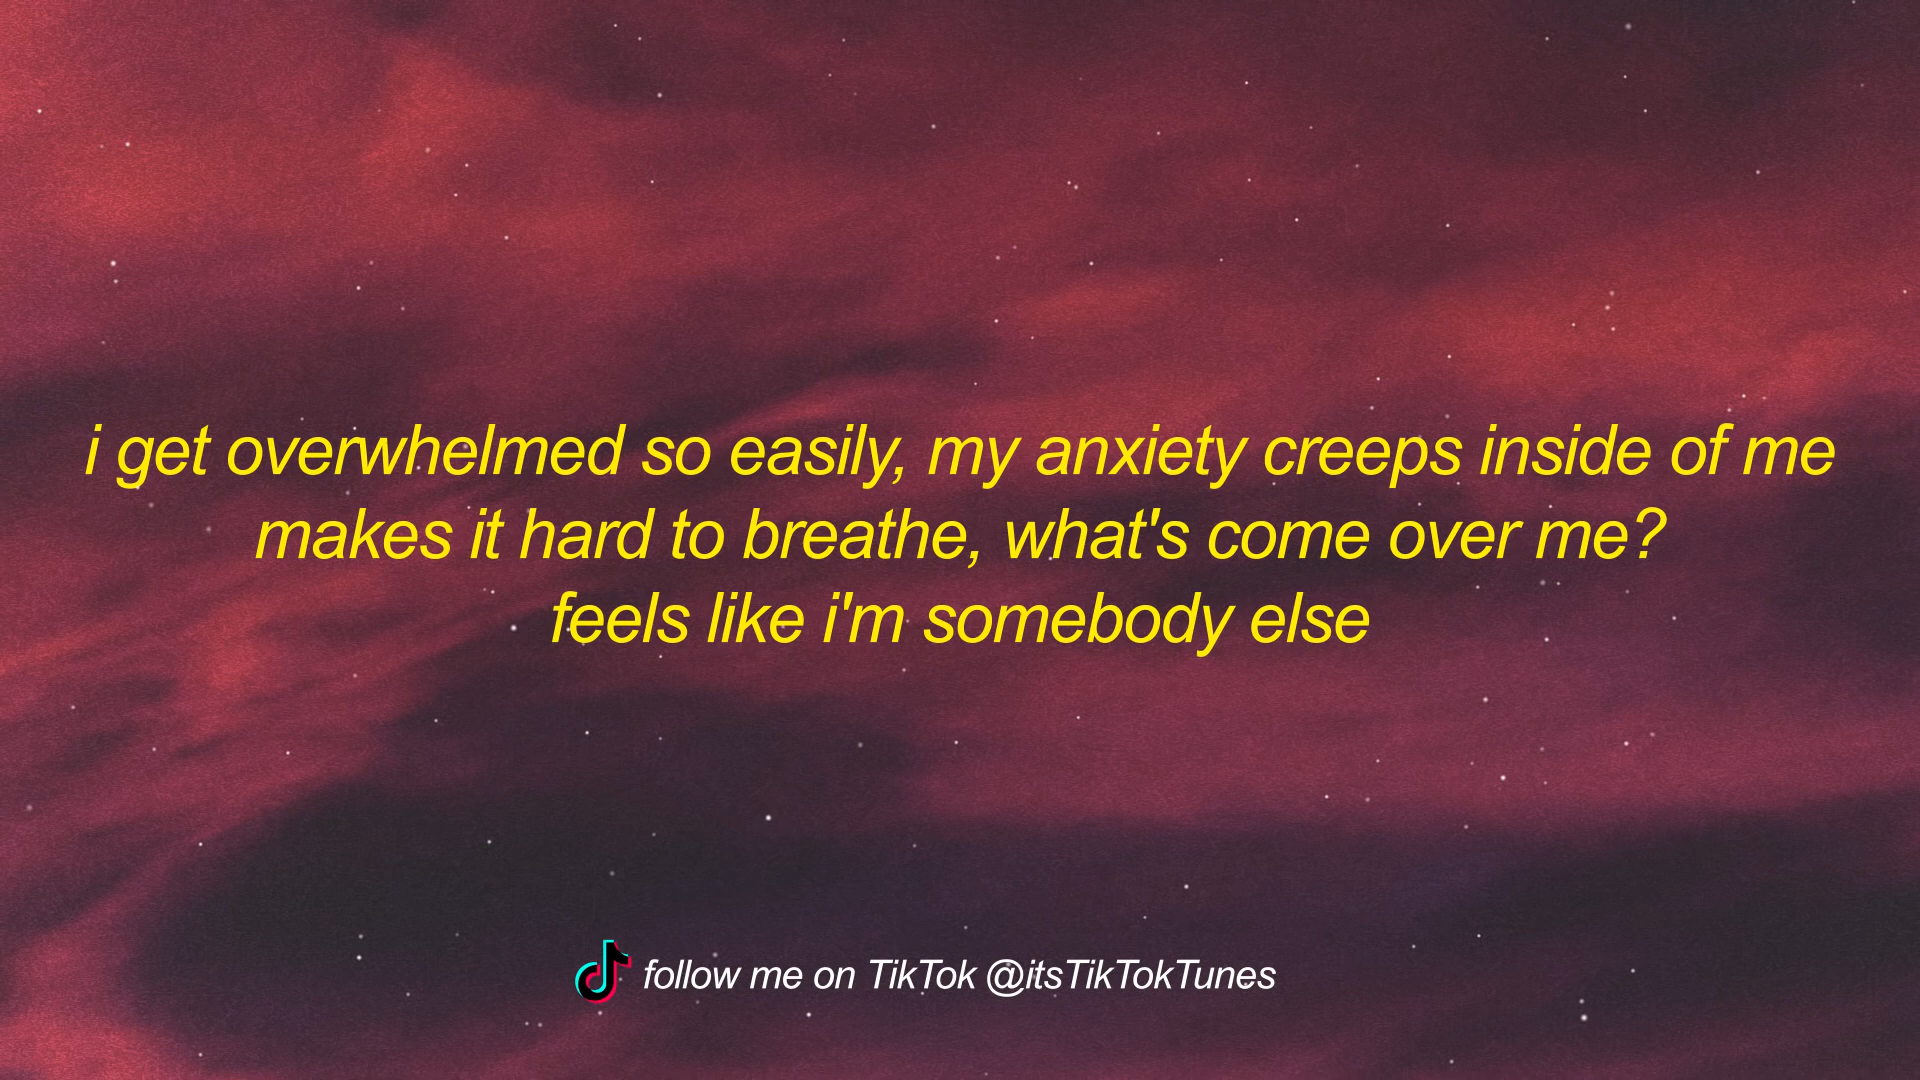 i get overwhelmed so easily, my anxiety creeps inside of me
makes it hard to breathe, what's come over me?
feels like i'm somebody else
follow me on TikTok @itsTikTokTunes